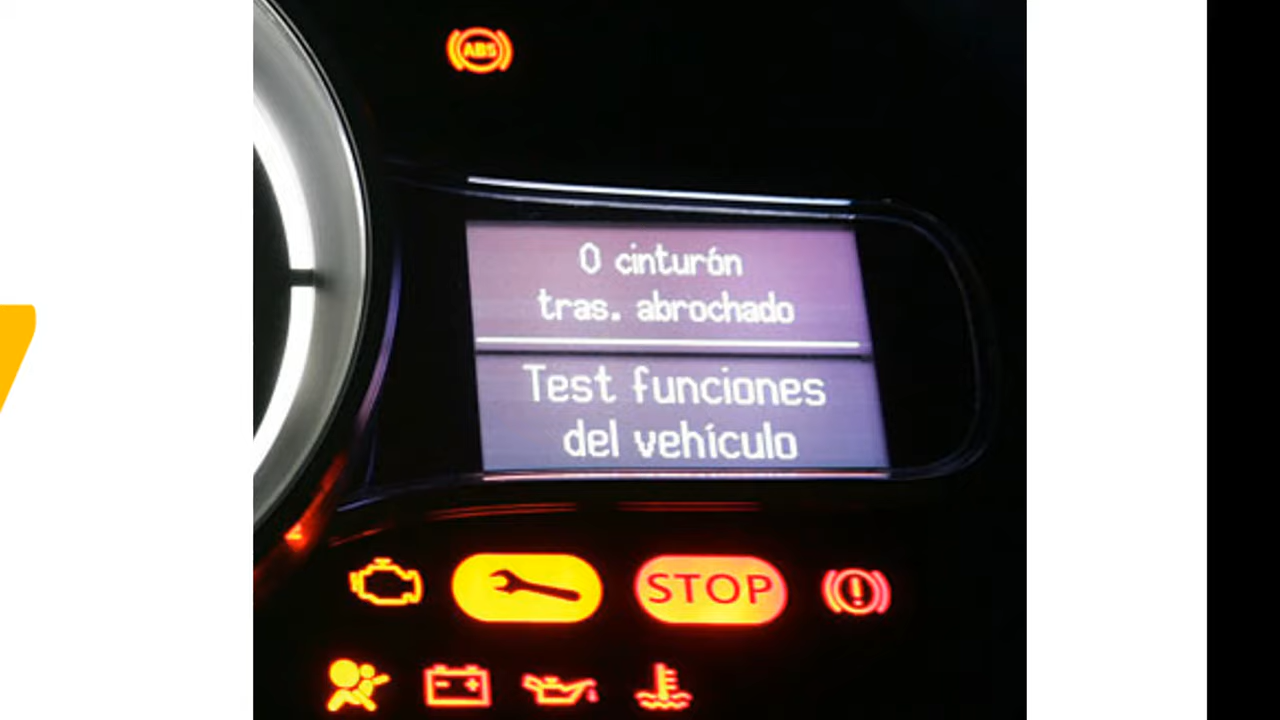 ABS
0 cinturón
tras. abrochado
Test funciones
del vehículo
STOP